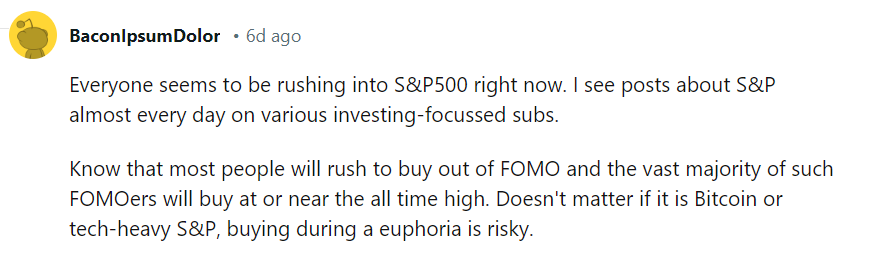 BaconIpsumDolor • 6d ago
Everyone seems to be rushing into S&P500 right now. I see posts about S&P
almost every day on various investing-focussed subs.
Know that most people will rush to buy out of FOMO and the vast majority of such
FOMOers will buy at or near the all time high. Doesn't matter if it is Bitcoin or
tech-heavy S&P, buying during a euphoria is risky.